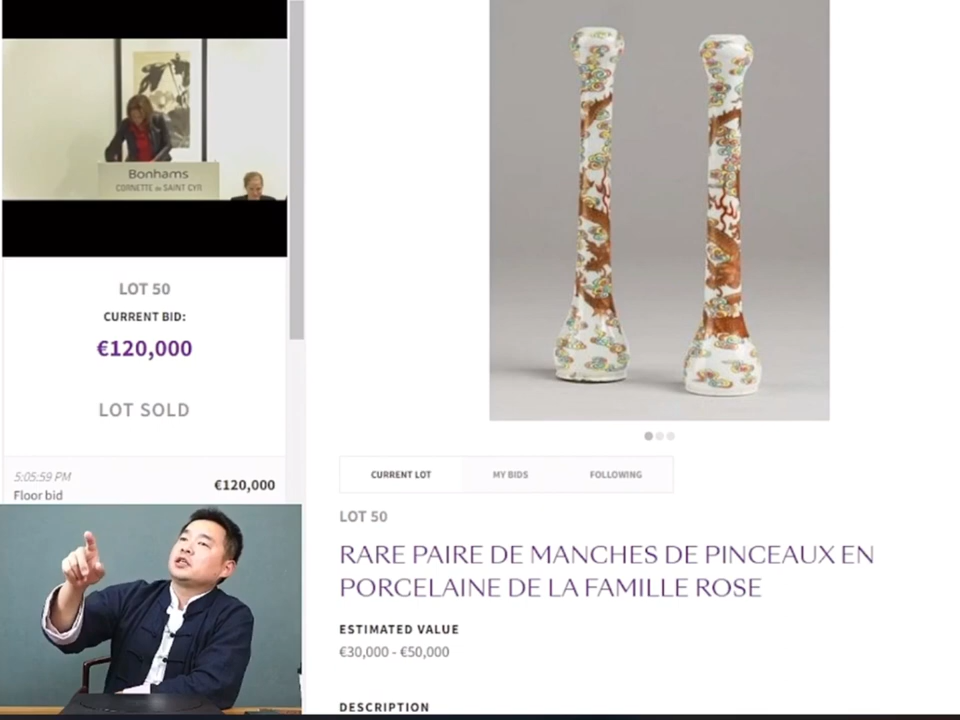 Bonhams
CORNETTE de SAINT CYR
LOT 50
CURRENT BID:
€120,000
LOT SOLD
5:05:59 PM
€120,000
Floor bid
CURRENT LOT
MY BIDS
FOLLOWING
LOT 50
RARE PAIRE DE MANCHES DE PINCEAUX EN
PORCELAINE DE LA FAMILLE ROSE
ESTIMATED VALUE
€30,000 - €50,000
DESCRIPTION